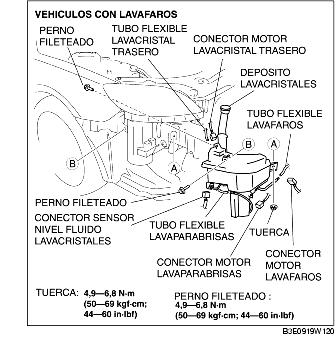 VEHICULOS CON LAVAFAROS
PERNO
FILETEADO
TUBO FLEXIBLE
LAVACRISTAL
TRASERO
CONECTOR MOTOR
LAVACRISTAL TRASERO
DEPOSITO
LAVACRISTALES
TUBO FLEXIBLE
LAVAFAROS
B
A
B
A
PERNO FILETEADO
CONECTOR SENSOR
NIVEL FLUIDO
LAVACRISTALES
TUBO FLEXIBLE
LAVAPARABRISAS
TUERCA
CONECTOR MOTOR
LAVAPARABRISAS
CONECTOR
MOTOR
LAVAFAROS
TUERCA: 4,9—6,8 N·m
(50—69 kgf·cm;
44—60 in·lbf)
PERNO FILETEADO :
4,9—6,8 N·m
(50—69 kgf·cm; 44—60 in·lbf)
B3E0919W120